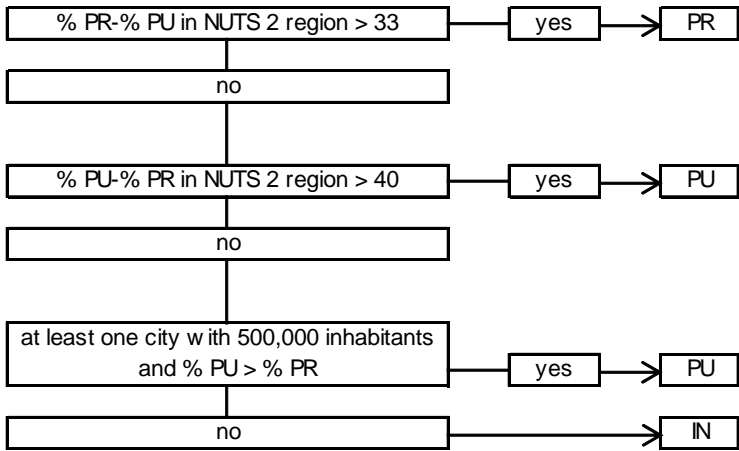 % PR-% PU in NUTS 2 region > 33 yes PR
no
% PU-% PR in NUTS 2 region > 40 yes PU
no
at least one city with 500,000 inhabitants
and % PU > % PR yes PU
no IN